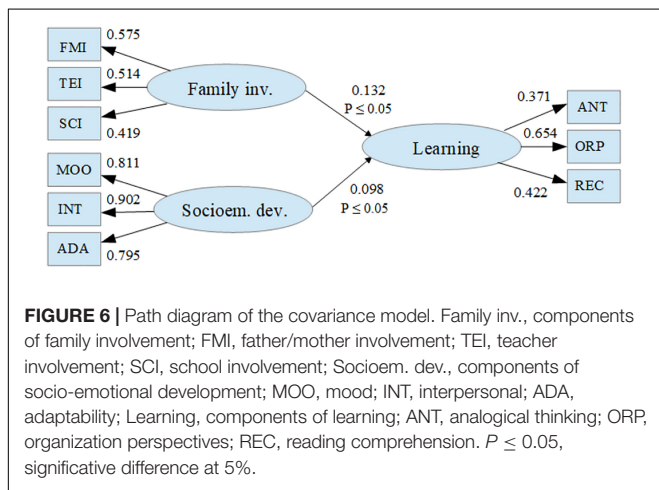 FMI
0.575
TEI
0.514
SCI
0.419
Family inv.
MOO
0.811
INT
0.902
ADA
0.795
Socioem. dev.
0.132
P ≤ 0.05
0.098
P ≤ 0.05
Learning
0.371
ANT
0.654
ORP
0.422
REC
FIGURE 6 | Path diagram of the covariance model. Family inv., components
of family involvement; FMI, father/mother involvement; TEI, teacher
involvement; SCI, school involvement; Socioem. dev., components of
socio-emotional development; MOO, mood; INT, interpersonal; ADA,
adaptability; Learning, components of learning; ANT, analogical thinking; ORP,
organization perspectives; REC, reading comprehension. P ≤ 0.05,
significative difference at 5%.